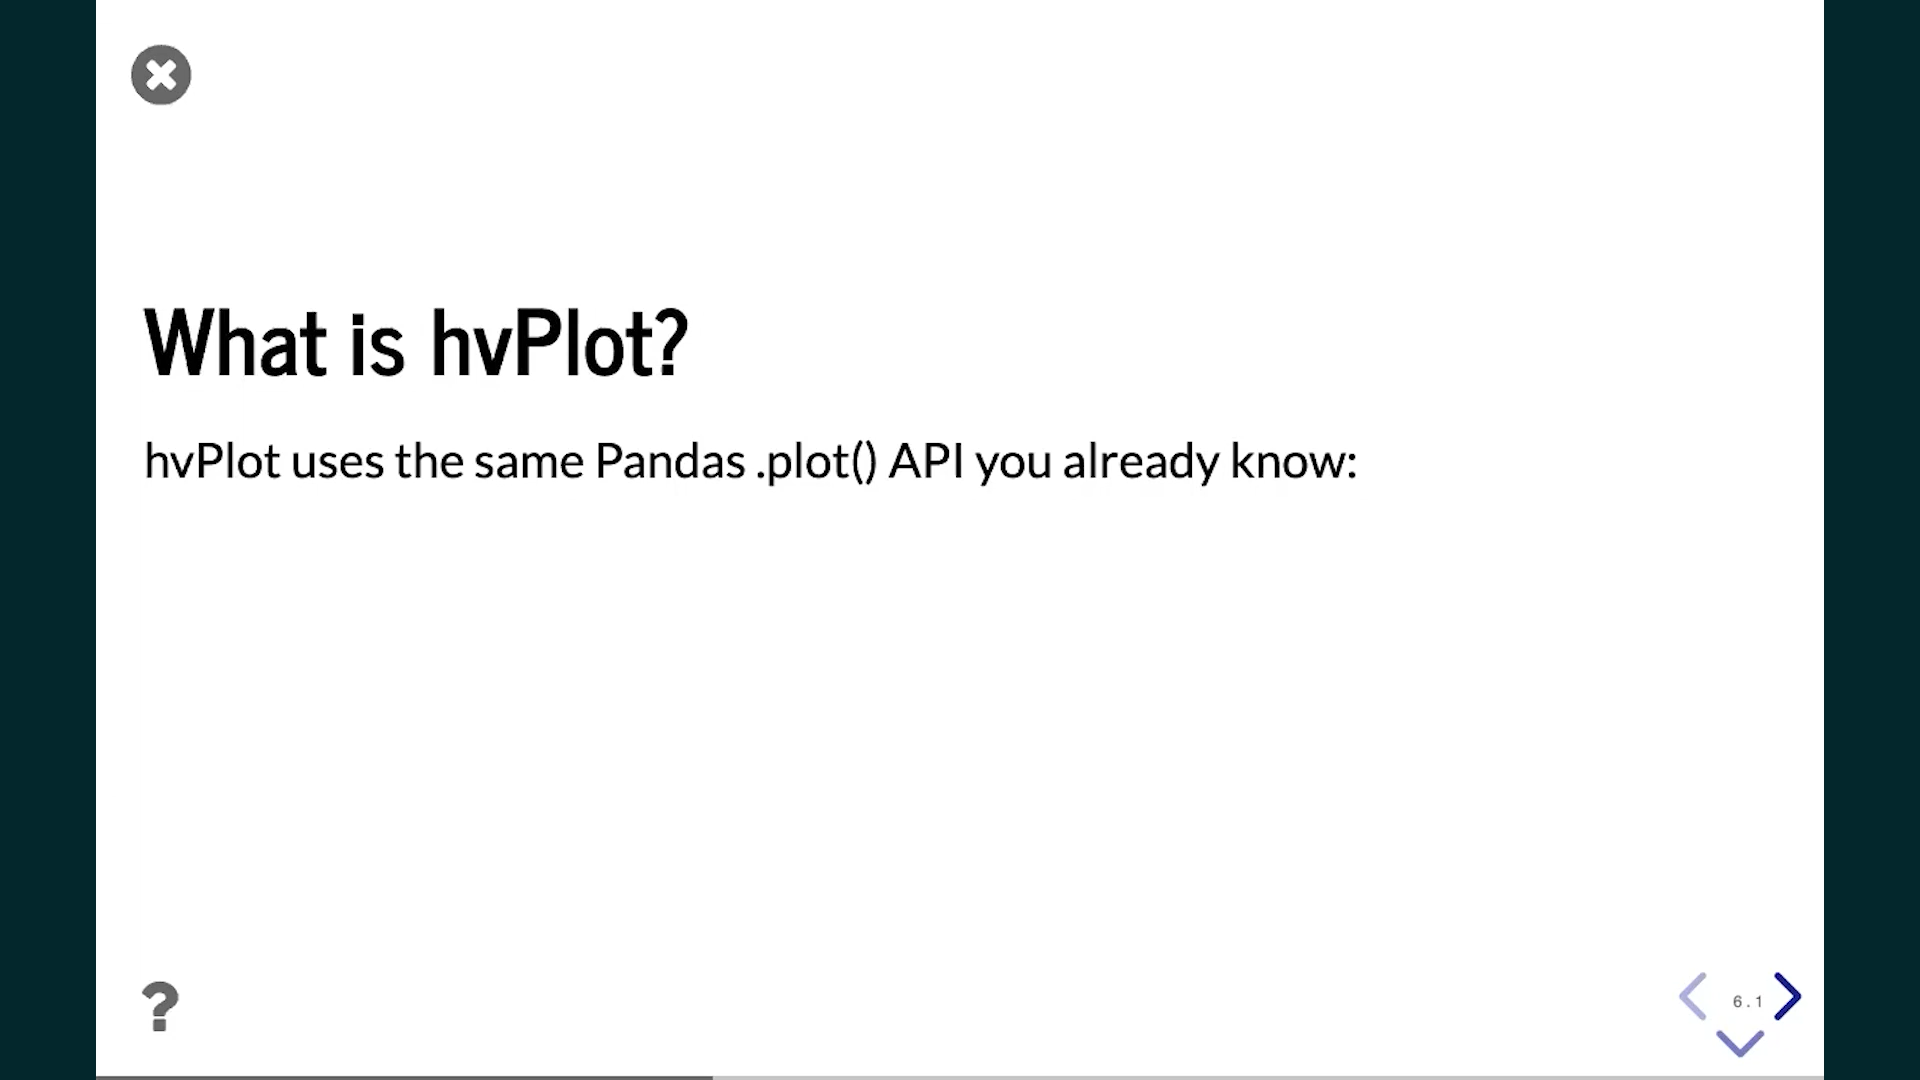 What is hvPlot?
hvPlot uses the same Pandas .plot() API you already know:
?
6.1